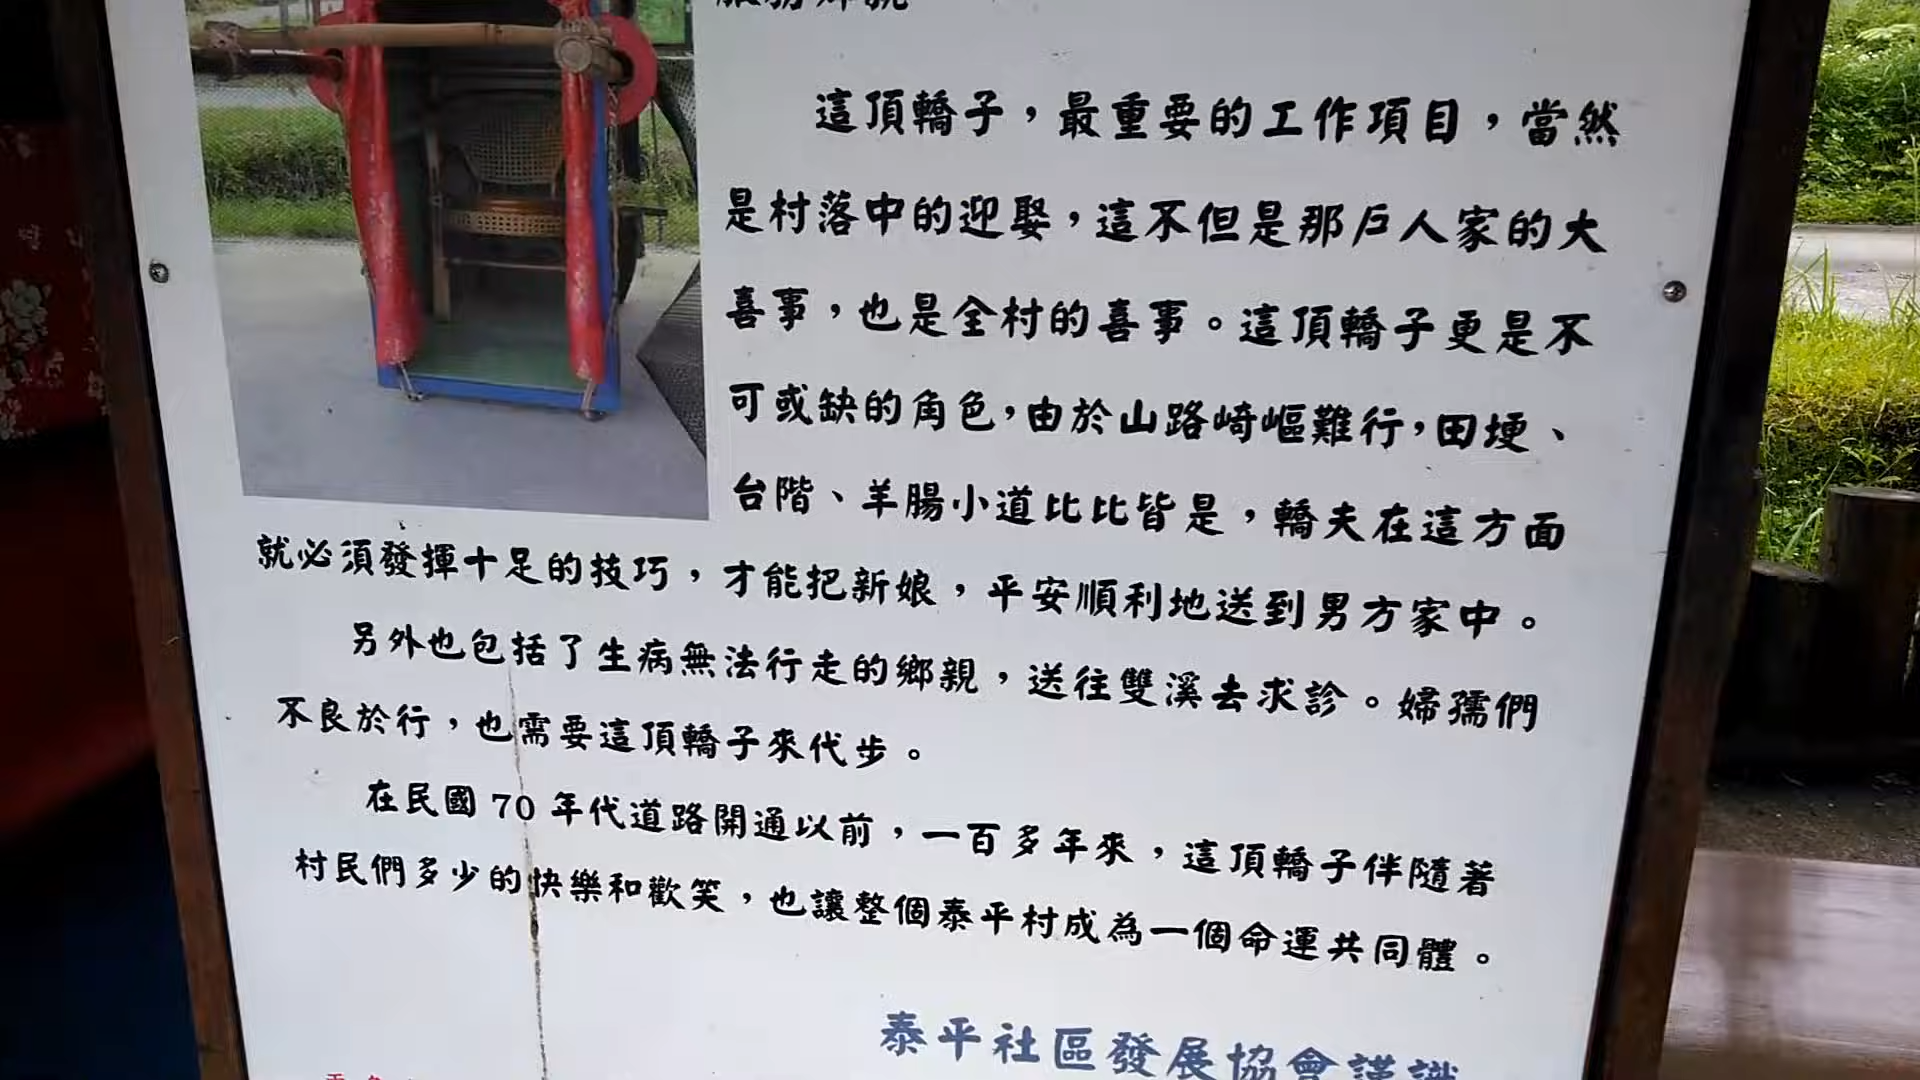 服務鄉親
這頂轎子，最重要的工作項目，當然
是村落中的迎娶，這不但是那戶人家的大
喜事，也是全村的喜事。這頂轎子更是不
可或缺的角色，由於山路崎嶇難行，田埂、
台階、羊腸小道比比皆是，轎夫在這方面
就必須發揮十足的技巧，才能把新娘，平安順利地送到男方家中。
另外也包括了生病無法行走的鄉親，送往雙溪去求診。婦孺們
不良於行，也需要這頂轎子來代步。
在民國70年代道路開通以前，一百多年來，這頂轎子伴隨著
村民們多少的快樂和歡笑，也讓整個泰平村成為一個命運共同體。
泰平社區發展協會謹識